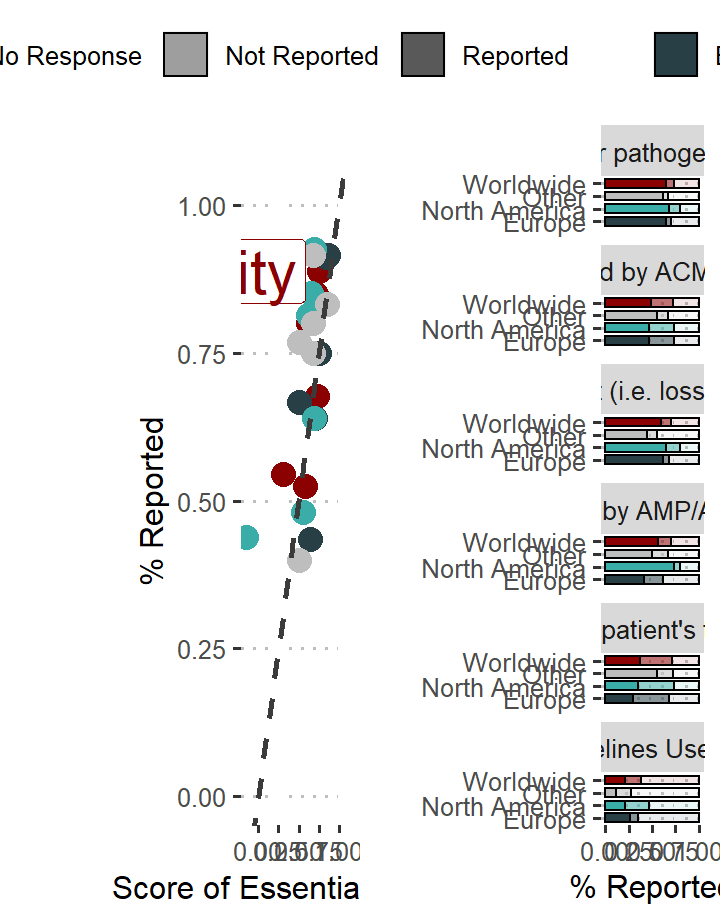 No Response Not Reported Reported
r pathoge
Worldwide
Other
North America
Europe
d by ACM
Worldwide
Other
North America
Europe
t (i.e. loss
Worldwide
Other
North America
Europe
by AMP/A
Worldwide
Other
North America
Europe
patient's
Worldwide
Other
North America
Europe
elines Use
Worldwide
Other
North America
Europe
1.00
0.75
0.50
0.25
0.00
% Reported
ity
Score of Essentia
% Reported